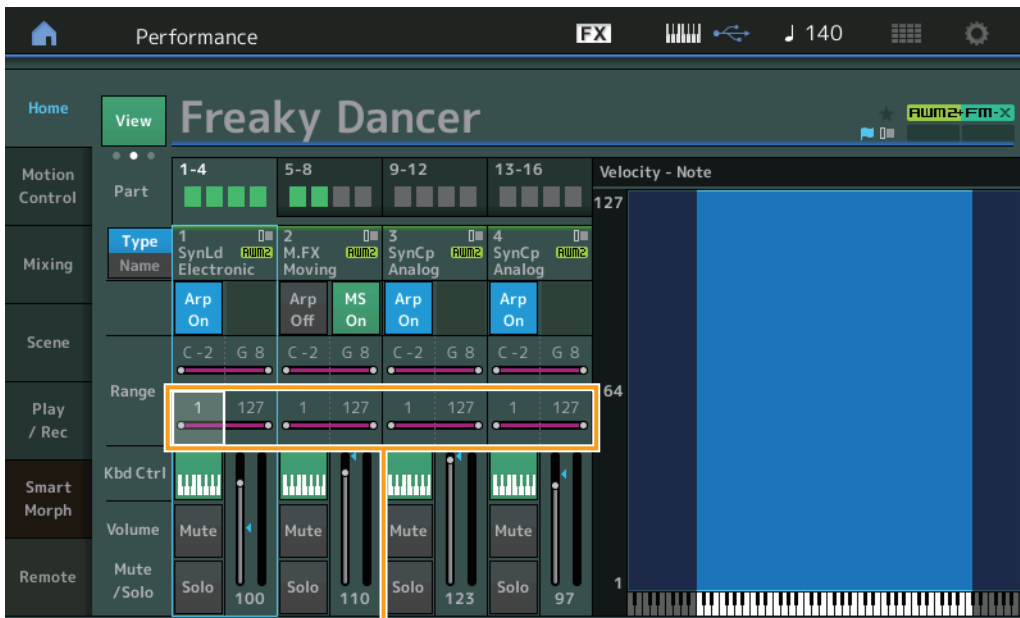 Performance
FX
♩ 140
Home
Motion
Control
Mixing
Scene
Play
/ Rec
Smart
Morph
Remote
View
Freaky Dancer
AWM2+FM-X
Part
1-4
5-8
9-12
13-16
Type
Name
1
SynLd AWM2
Electronic
2
M.FX AWM2
Moving
3
SynCp AWM2
Analog
4
SynCp AWM2
Analog
Arp
On
Arp
Off
MS
On
Arp
On
Arp
On
Range
C -2 G 8 C -2 G 8 C -2 G 8 C -2 G 8
1 127 1 127 1 127 1 127
Kbd Ctrl
Volume
Mute
/Solo
Mute Mute Mute Mute
Solo 100 Solo 110 Solo 123 Solo 97
Velocity - Note
127
64
1